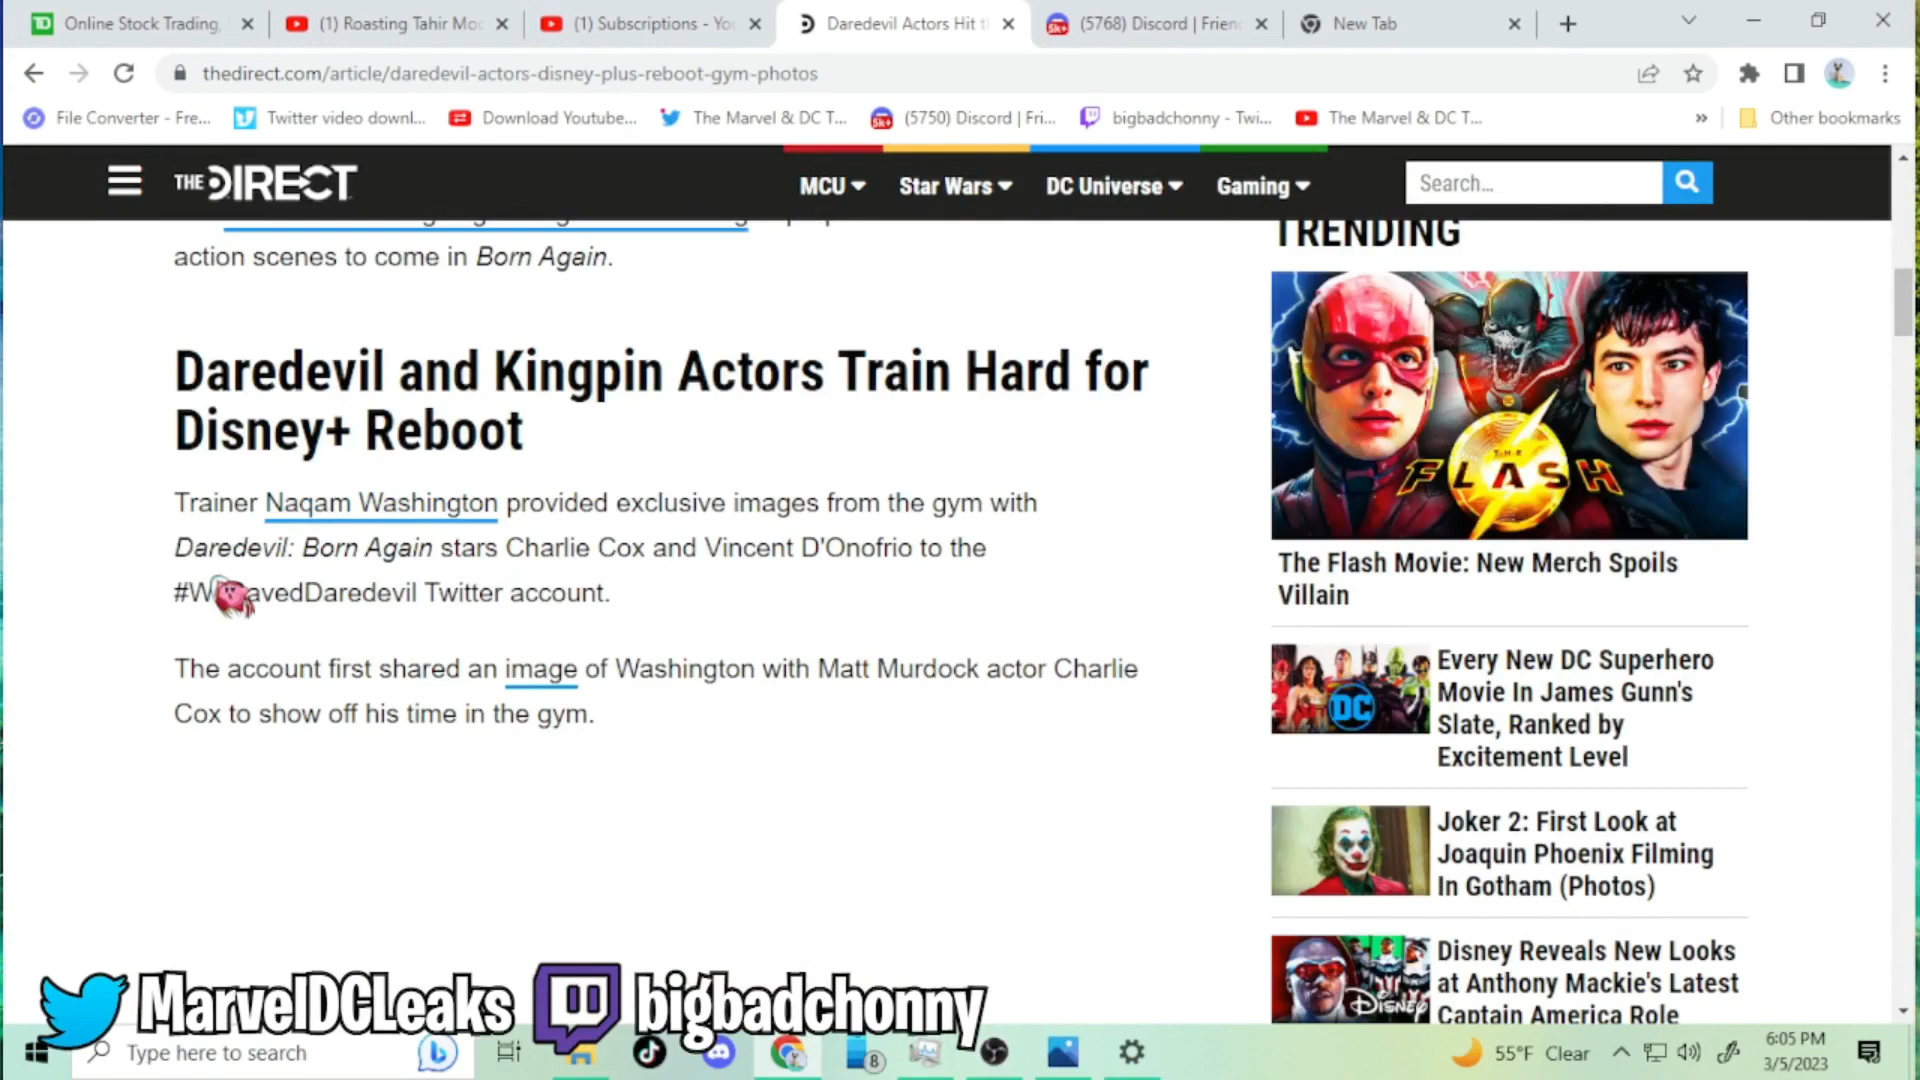 Online Stock Trading,
(1) Roasting Tahir Moo
(1) Subscriptions - Yo
Daredevil Actors Hit t
(5768) Discord | Frien
New Tab
thedirect.com/article/daredevil-actors-disney-plus-reboot-gym-photos
File Converter - Fre...
Twitter video downl...
Download Youtube...
The Marvel & DC T...
(5750) Discord | Fri...
bigbadchonny - Twi...
The Marvel & DC T...
»
Other bookmarks
THE DIRECT
MCU
Star Wars
DC Universe
Gaming
Search...
action scenes to come in Born Again.
Daredevil and Kingpin Actors Train Hard for
Disney+ Reboot
Trainer Naqam Washington provided exclusive images from the gym with
Daredevil: Born Again stars Charlie Cox and Vincent D'Onofrio to the
#W avedDaredevil Twitter account.
The account first shared an image of Washington with Matt Murdock actor Charlie
Cox to show off his time in the gym.
TRENDING
THE
FLASH
The Flash Movie: New Merch Spoils
Villain
DC
Every New DC Superhero
Movie In James Gunn's
Slate, Ranked by
Excitement Level
Joker 2: First Look at
Joaquin Phoenix Filming
In Gotham (Photos)
Disney
Disney Reveals New Looks
at Anthony Mackie's Latest
Captain America Role
MarvelDCLeaks
bigbadchonny
Type here to search
8
55°F Clear
6:05 PM
3/5/2023